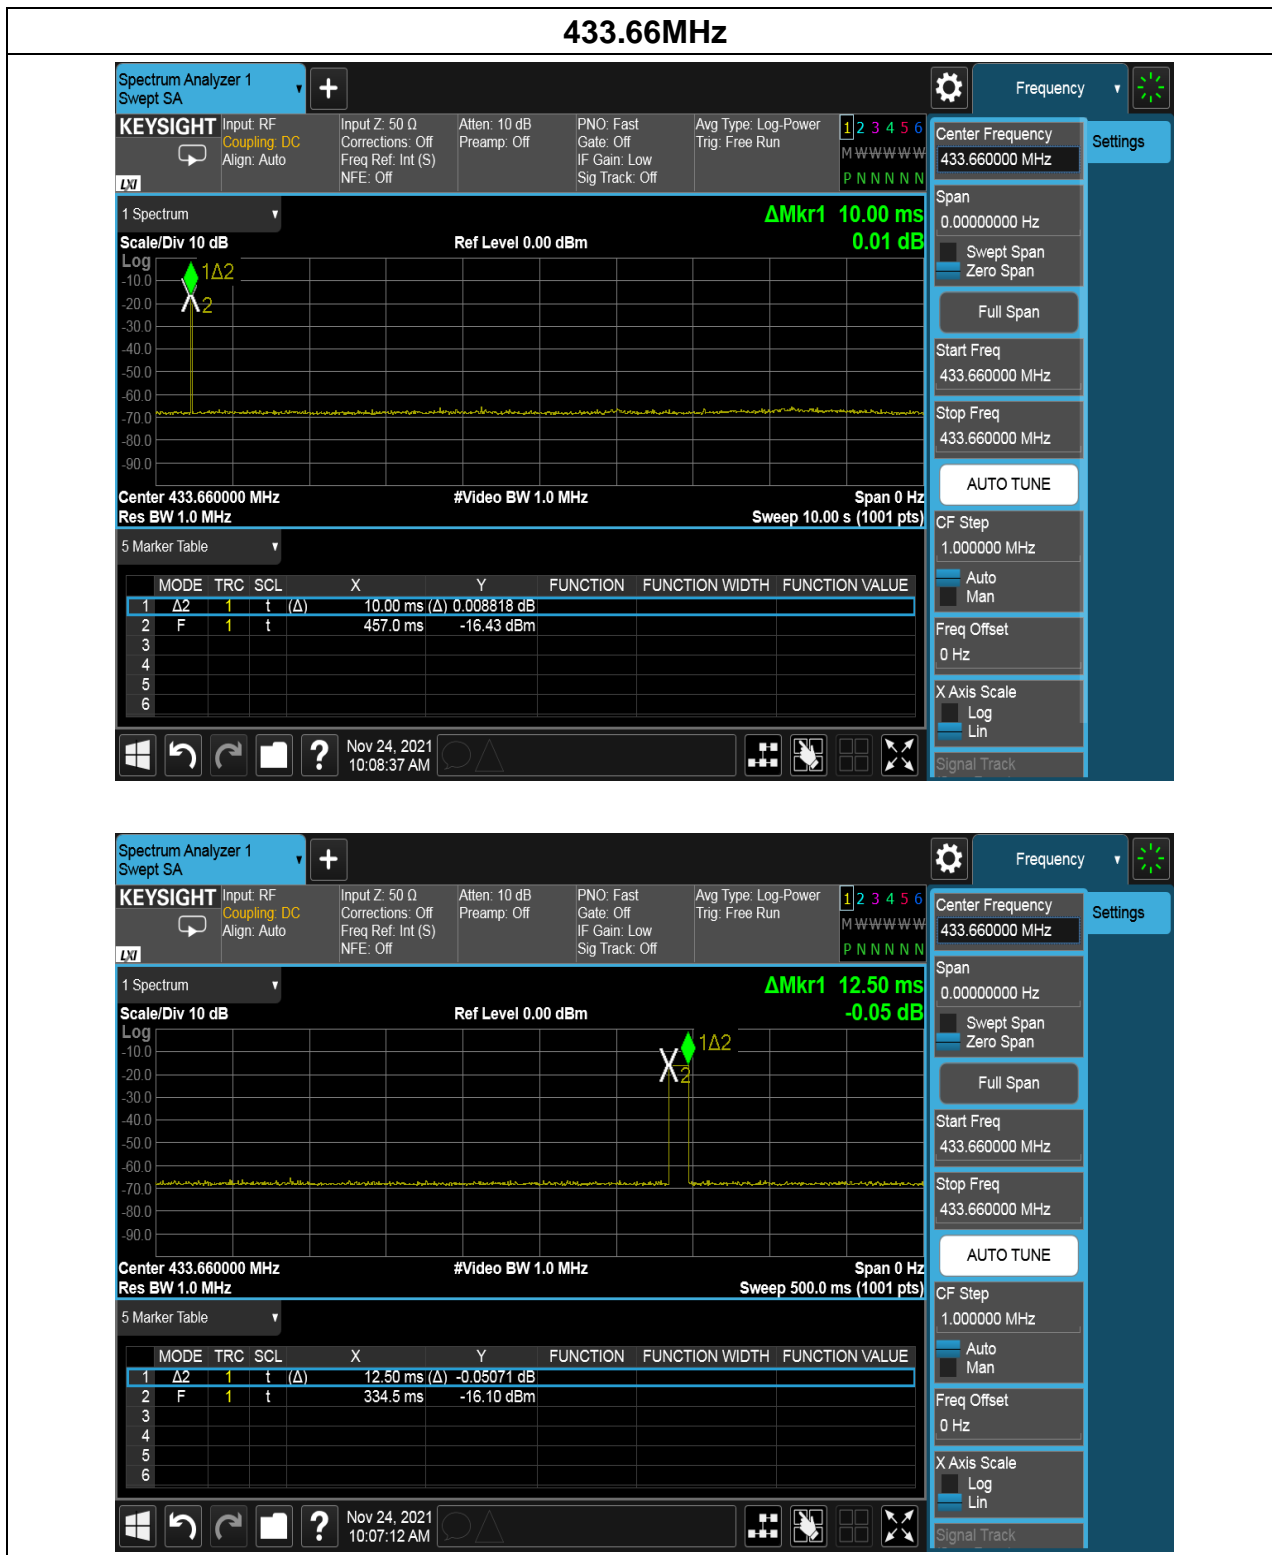 433.66MHz
Spectrum Analyzer 1
Swept SA
Frequency
KEYSIGHT
Input: RF
Coupling: DC
Align: Auto
Input Z: 50 Ω
Corrections: Off
Freq Ref: Int (S)
NFE: Off
Atten: 10 dB
Preamp: Off
PNO: Fast
Gate: Off
IF Gain: Low
Sig Track: Off
Avg Type: Log-Power
Trig: Free Run
1 2 3 4 5 6
M W W W W W
P N N N N N
LXI
Center Frequency
433.660000 MHz
Settings
Span
0.00000000 Hz
Swept Span
Zero Span
Full Span
Start Freq
433.660000 MHz
Stop Freq
433.660000 MHz
AUTO TUNE
CF Step
1.000000 MHz
Auto
Man
Freq Offset
0 Hz
X Axis Scale
Log
Lin
Signal Track
1 Spectrum
ΔMkr1 10.00 ms
0.01 dB
Scale/Div 10 dB
Ref Level 0.00 dBm
Log
-10.0
-20.0
-30.0
-40.0
-50.0
-60.0
-70.0
-80.0
-90.0
1Δ2
2
Center 433.660000 MHz
#Video BW 1.0 MHz
Span 0 Hz
Res BW 1.0 MHz
Sweep 10.00 s (1001 pts)
5 Marker Table
MODE TRC SCL X Y FUNCTION FUNCTION WIDTH FUNCTION VALUE
1 Δ2 1 t (Δ) 10.00 ms (Δ) 0.008818 dB
2 F 1 t 457.0 ms -16.43 dBm
3
4
5
6
?
Nov 24, 2021
10:08:37 AM
Spectrum Analyzer 1
Swept SA
Frequency
KEYSIGHT
Input: RF
Coupling: DC
Align: Auto
Input Z: 50 Ω
Corrections: Off
Freq Ref: Int (S)
NFE: Off
Atten: 10 dB
Preamp: Off
PNO: Fast
Gate: Off
IF Gain: Low
Sig Track: Off
Avg Type: Log-Power
Trig: Free Run
1 2 3 4 5 6
M W W W W W
P N N N N N
LXI
Center Frequency
433.660000 MHz
Settings
Span
0.00000000 Hz
Swept Span
Zero Span
Full Span
Start Freq
433.660000 MHz
Stop Freq
433.660000 MHz
AUTO TUNE
CF Step
1.000000 MHz
Auto
Man
Freq Offset
0 Hz
X Axis Scale
Log
Lin
Signal Track
1 Spectrum
ΔMkr1 12.50 ms
-0.05 dB
Scale/Div 10 dB
Ref Level 0.00 dBm
Log
-10.0
-20.0
-30.0
-40.0
-50.0
-60.0
-70.0
-80.0
-90.0
1Δ2
2
Center 433.660000 MHz
#Video BW 1.0 MHz
Span 0 Hz
Res BW 1.0 MHz
Sweep 500.0 ms (1001 pts)
5 Marker Table
MODE TRC SCL X Y FUNCTION FUNCTION WIDTH FUNCTION VALUE
1 Δ2 1 t (Δ) 12.50 ms (Δ) -0.05071 dB
2 F 1 t 334.5 ms -16.10 dBm
3
4
5
6
?
Nov 24, 2021
10:07:12 AM